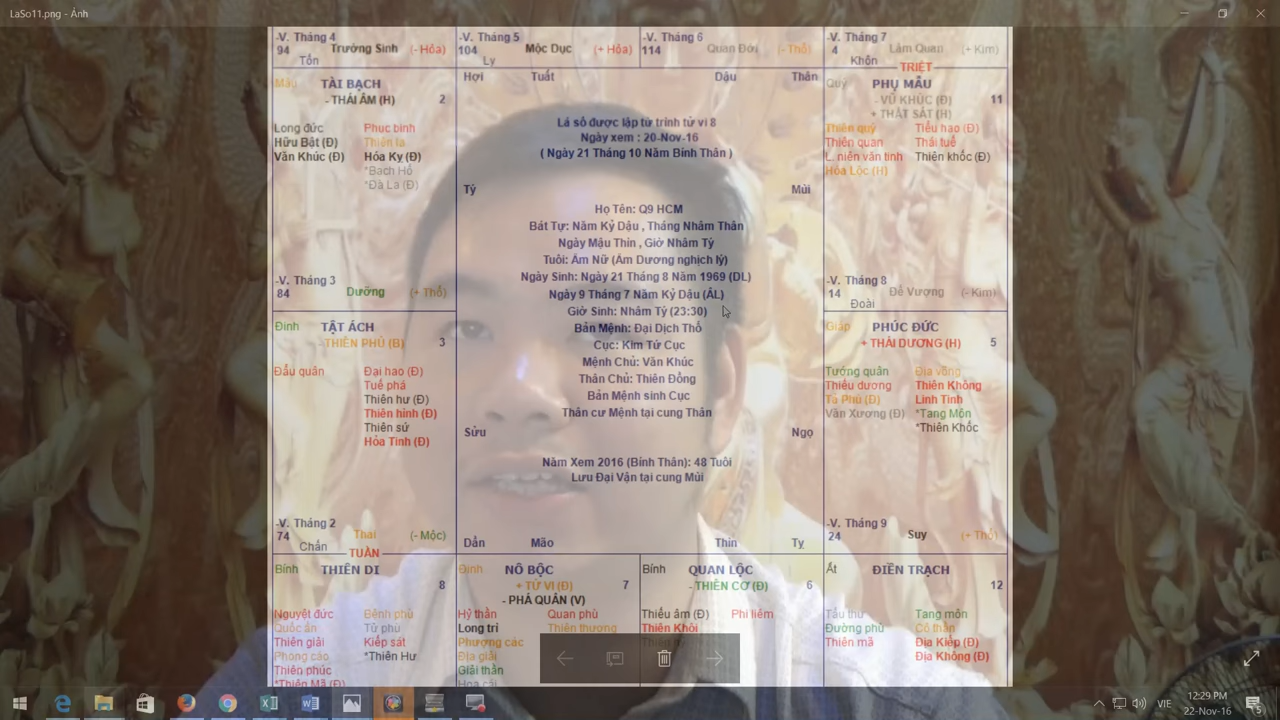 LaSo11.png - Ảnh
-V. Tháng 4
94
Trường Sinh
(- Hỏa)
Tốn
-V. Tháng 5
104
Mộc Dục
(+ Hỏa)
Ly
-V. Tháng 6
114
Quan Đới
(- Thổ)
-V. Tháng 7
4
Lâm Quan
(+ Kim)
Khôn
TRIỆT
Mậu
TÀI BẠCH
- THÁI ÂM (H)
2
Long đức
Phục binh
Hữu Bật (Đ)
Thiên la
Văn Khúc (Đ)
Hóa Kỵ (Đ)
*Bạch Hổ
*Đà La (Đ)
-V. Tháng 3
84
Dưỡng
(+ Thổ)
Hợi
Tuất
Dậu
Thân
Lá số được lập từ trình tử vi 8
Ngày xem : 20-Nov-16
( Ngày 21 Tháng 10 Năm Bính Thân )
Tý
Mùi
Họ Tên: Q9 HCM
Bát Tự: Năm Kỷ Dậu , Tháng Nhâm Thân
Ngày Mậu Thìn , Giờ Nhâm Tý
Tuổi: Âm Nữ (Âm Dương nghịch lý)
Ngày Sinh: Ngày 21 Tháng 8 Năm 1969 (DL)
Ngày 9 Tháng 7 Năm Kỷ Dậu (ÂL)
Giờ Sinh: Nhâm Tý (23:30)
Bản Mệnh: Đại Dịch Thổ
Cục: Kim Tứ Cục
Mệnh Chủ: Văn Khúc
Thân Chủ: Thiên Đồng
Bản Mệnh sinh Cục
Thân cư Mệnh tại cung Thân
Sửu
Ngọ
Năm Xem 2016 (Bính Thân): 48 Tuổi
Lưu Đại Vận tại cung Mùi
Dần
Mão
Thìn
Tỵ
Quý
PHỤ MẪU
- VŨ KHÚC (Đ)
11
+ THẤT SÁT (H)
Thiên quý
Tiểu hao (Đ)
Thiên quan
Thái tuế
L. niên văn tinh
Thiên khốc (Đ)
Hóa Lộc (H)
-V. Tháng 8
14
Đế Vượng
(- Kim)
Đoài
Đinh
TẬT ÁCH
- THIÊN PHỦ (B)
3
Đẩu quân
Đại hao (Đ)
Tuế phá
Thiên hư (Đ)
Thiên hình (Đ)
Thiên sứ
Hỏa Tinh (Đ)
-V. Tháng 2
74
Thai
(- Mộc)
Chấn
TUẦN
Giáp
PHÚC ĐỨC
+ THÁI DƯƠNG (H)
5
Tướng quân
Địa võng
Thiếu dương
Thiên Không
Tả Phù (Đ)
Linh Tinh
Văn Xương (Đ)
*Tang Môn
*Thiên Khốc
-V. Tháng 9
24
Suy
(+ Thổ)
Bính
THIÊN DI
8
Nguyệt đức
Bệnh phù
Quốc ấn
Tử phù
Thiên giải
Kiếp sát
Phong cáo
*Thiên Hư
Thiên phúc
*Thiên Mã (Đ)
Đinh
NÔ BỘC
+ TỬ VI (Đ)
7
- PHÁ QUÂN (V)
Hỷ thần
Quan phù
Long trì
Thiên thương
Phượng các
Địa giải
Giải thần
Hoa cái
Bính
QUAN LỘC
- THIÊN CƠ (Đ)
6
Thiếu âm (Đ)
Phi liêm
Thiên Khôi
Ất
ĐIỀN TRẠCH
12
Tấu thư
Tang môn
Đường phù
Cô thần
Thiên mã
Địa Kiếp (Đ)
Địa Không (Đ)
VIE
12:29 PM
22-Nov-16
5